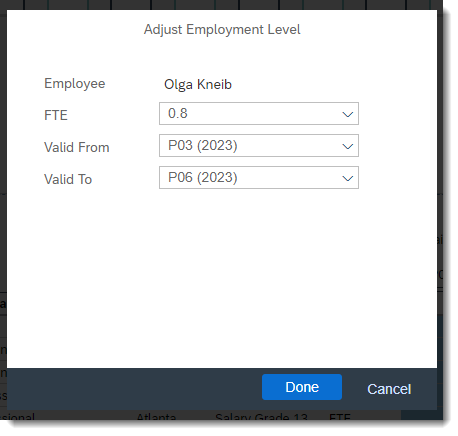 Adjust Employment Level
Employee Olga Kneib
FTE 0.8
Valid From P03 (2023)
Valid To P06 (2023)
Done Cancel
Atlanta Salary Grade 13 FTE